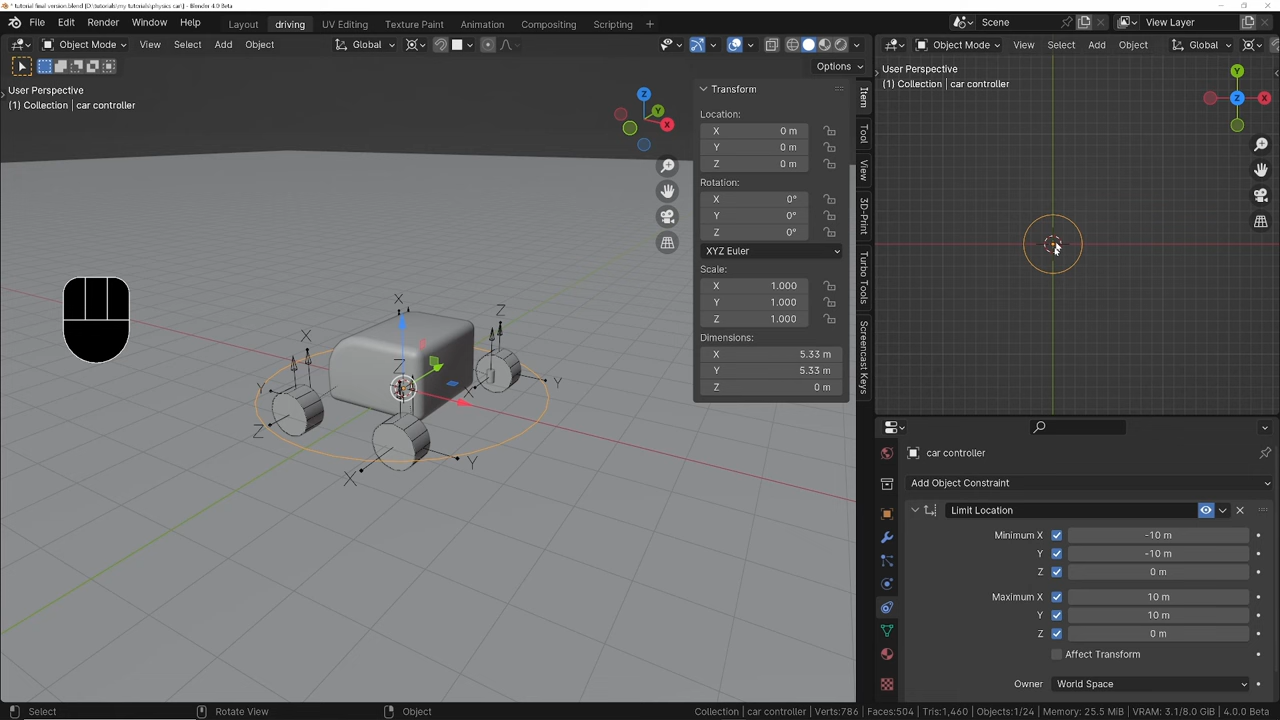 * tutorial final version.blend [D:\tutorials\my tutorials\physics car\] - Blender 4.0 Beta
File Edit Render Window Help Layout driving UV Editing Texture Paint Animation Compositing Scripting + Scene View Layer
Object Mode View Select Add Object Global
Object Mode View Select Add Object Global
Options
User Perspective
(1) Collection | car controller
Z
Y
X
X
Z
X
Y
Z
Z
X
Y
X
Y
Transform
Location:
X 0 m
Y 0 m
Z 0 m
Rotation:
X 0°
Y 0°
Z 0°
XYZ Euler
Scale:
X 1.000
Y 1.000
Z 1.000
Dimensions:
X 5.33 m
Y 5.33 m
Z 0 m
Item
Tool
View
3D-Print
Turbo Tools
Screencast Keys
User Perspective
(1) Collection | car controller
Y
Z
X
car controller
Add Object Constraint
Limit Location
Minimum X -10 m
Y -10 m
Z 0 m
Maximum X 10 m
Y 10 m
Z 0 m
Affect Transform
Owner World Space
Select Rotate View Object Collection | car controller | Verts:786 | Faces:504 | Tris:1,460 | Objects:1/24 | Memory: 25.5 MiB | VRAM: 3.1/8.0 GiB | 4.0.0 Beta